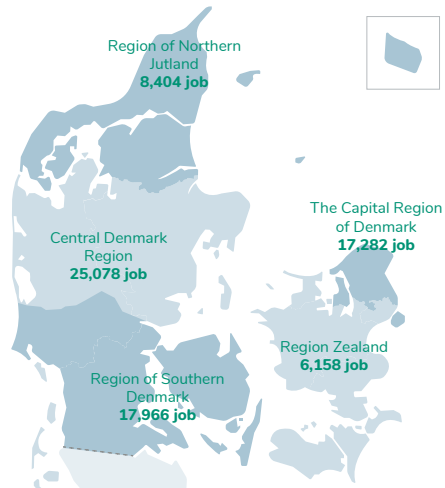 Region of Northern
Jutland
8,404 job
The Capital Region
of Denmark
17,282 job
Central Denmark
Region
25,078 job
Region Zealand
6,158 job
Region of Southern
Denmark
17,966 job